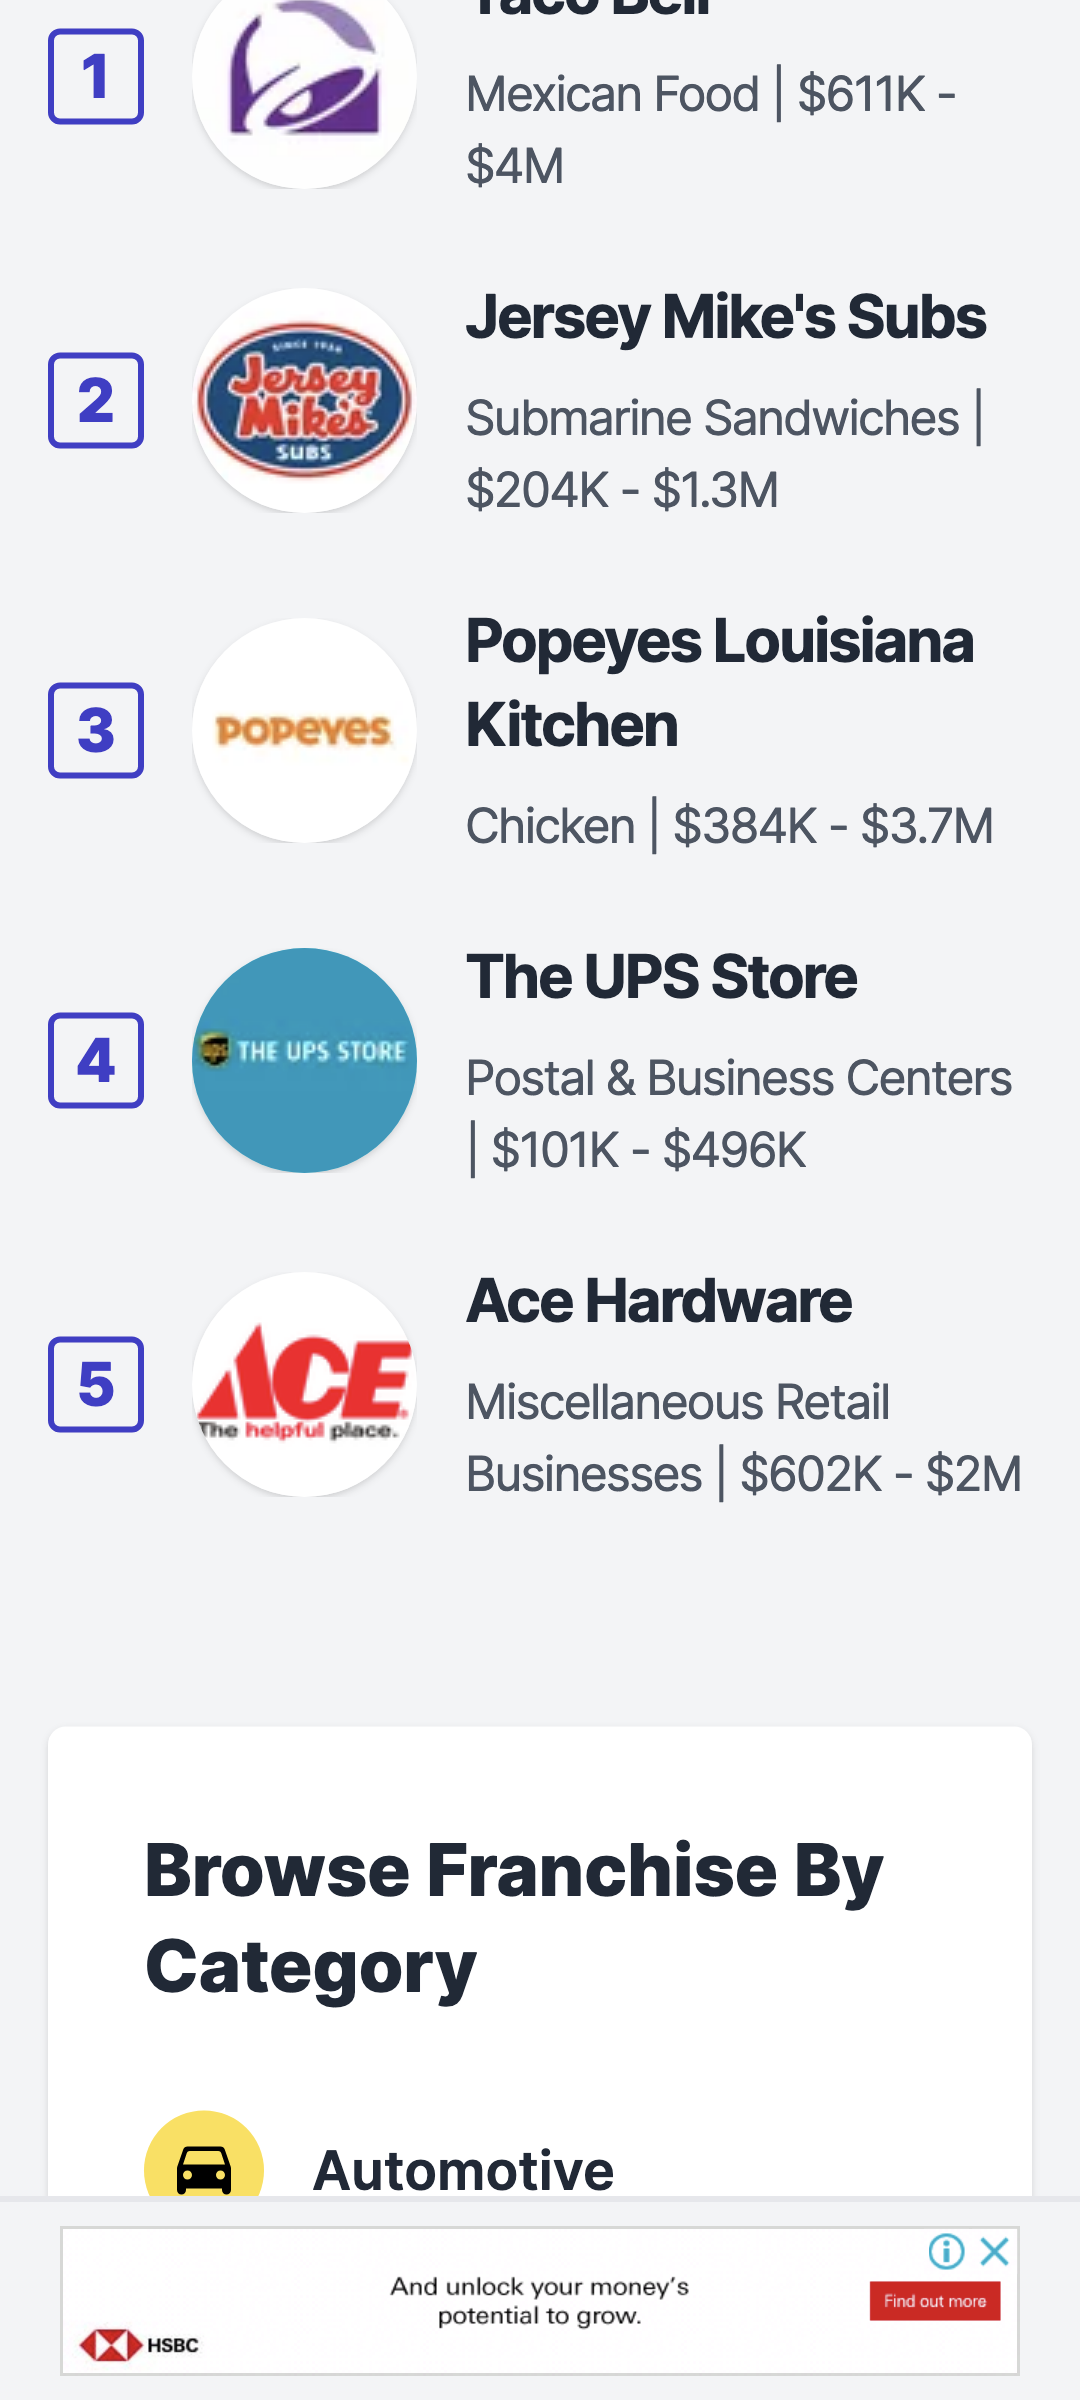 Taco Bell
1
Mexican Food | $611K -
$4M
Jersey Mike's Subs
2
SINCE 1956
Jersey
Mike's
SUBS
Submarine Sandwiches |
$204K - $1.3M
Popeyes Louisiana
Kitchen
3
POPEYES
Chicken | $384K - $3.7M
The UPS Store
4
ups THE UPS STORE
Postal & Business Centers
| $101K - $496K
Ace Hardware
5
ACE
The helpful place.
Miscellaneous Retail
Businesses | $602K - $2M
Browse Franchise By
Category
Automotive
And unlock your money’s
potential to grow.
Find out more
HSBC